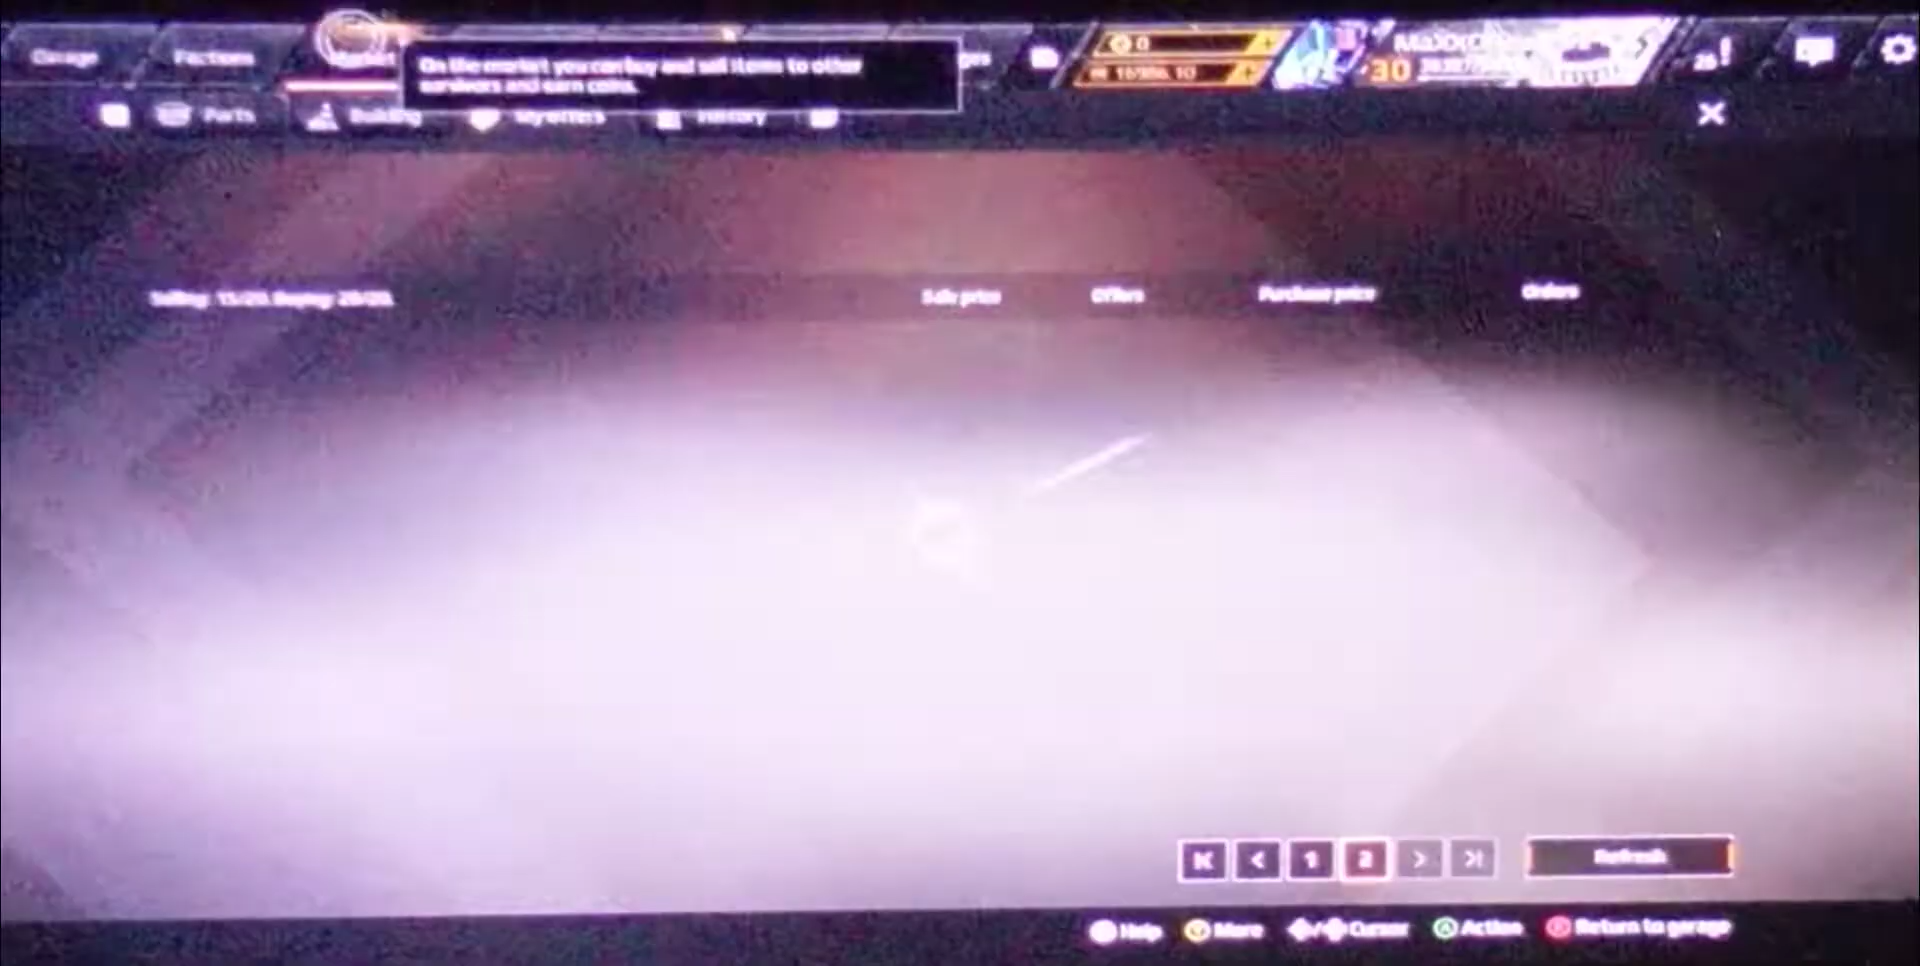 Garage Factions Market
On the market you can buy and sell items to other
survivors and earn coins.
0
30
Parts Building My offers History
Selling: 15/20. Buying: 20/20. Sale price Offers Purchase price Orders
1 2 Refresh
Help More Cursor Action Return to garage